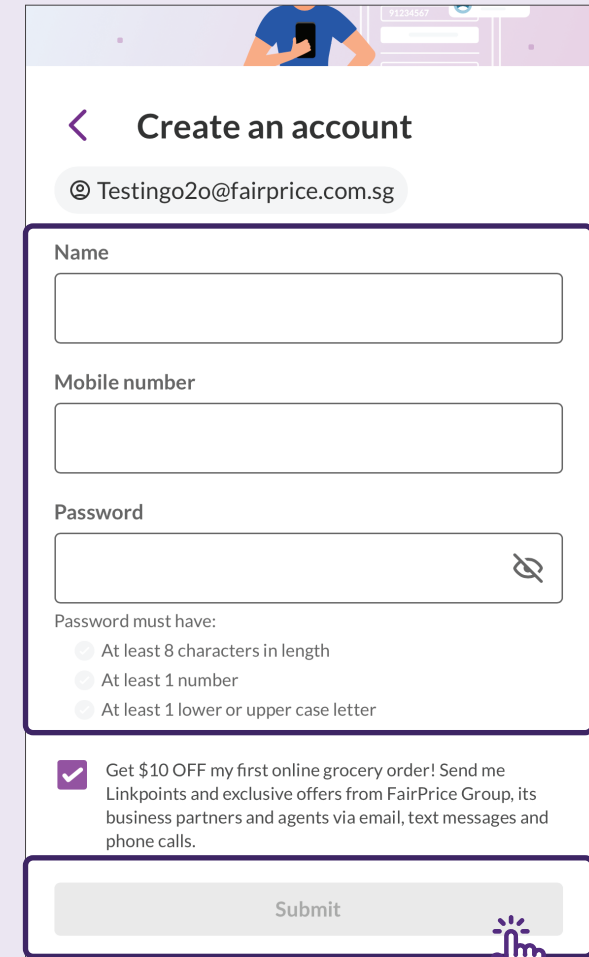 91234567
Create an account
Testingo2o@fairprice.com.sg
Name
Mobile number
Password
Password must have:
At least 8 characters in length
At least 1 number
At least 1 lower or upper case letter
Get $10 OFF my first online grocery order! Send me
Linkpoints and exclusive offers from FairPrice Group, its
business partners and agents via email, text messages and
phone calls.
Submit